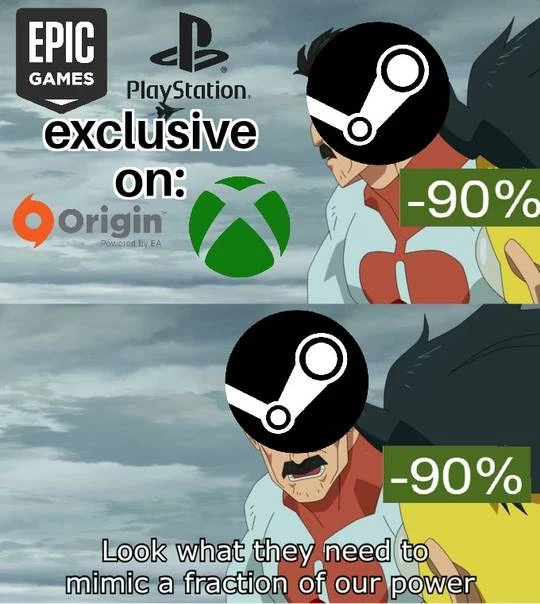 EPIC
GAMES
PlayStation.
exclusive
on:
Origin™
Powered by EA
-90%
-90%
Look what they need to
mimic a fraction of our power